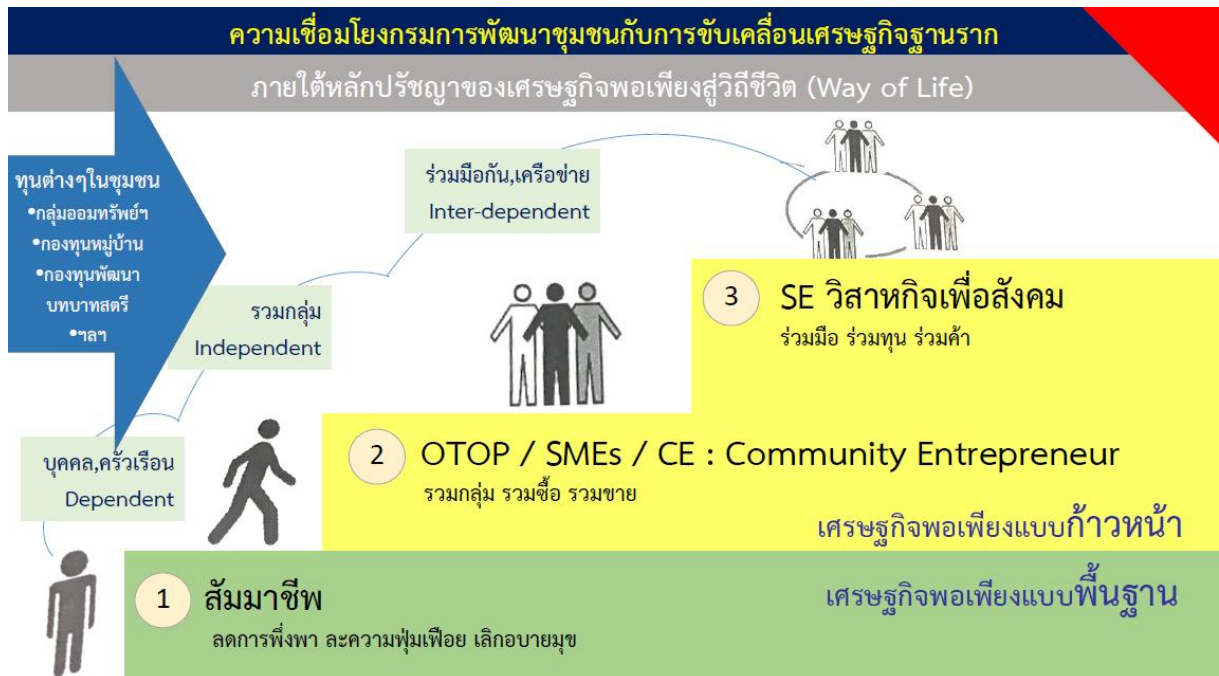 ความเชื่อมโยงกรมการพัฒนาชุมชนกับการขับเคลื่อนเศรษฐกิจฐานราก
ภายใต้หลักปรัชญาของเศรษฐกิจพอเพียงสู่วิถีชีวิต (Way of Life)
ทุนต่างๆในชุมชน
•กลุ่มออมทรัพย์ฯ
•กองทุนหมู่บ้าน
•กองทุนพัฒนา
บทบาทสตรี
•ฯลฯ
ร่วมมือกัน,เครือข่าย
Inter-dependent
รวมกลุ่ม
Independent
บุคคล,ครัวเรือน
Dependent
3 SE วิสาหกิจเพื่อสังคม
ร่วมมือ ร่วมทุน ร่วมค้า
2 OTOP / SMEs / CE : Community Entrepreneur
รวมกลุ่ม รวมซื้อ รวมขาย
เศรษฐกิจพอเพียงแบบก้าวหน้า
1 สัมมาชีพ
เศรษฐกิจพอเพียงแบบพื้นฐาน
ลดการพึ่งพา ละความฟุ่มเฟือย เลิกอบายมุข